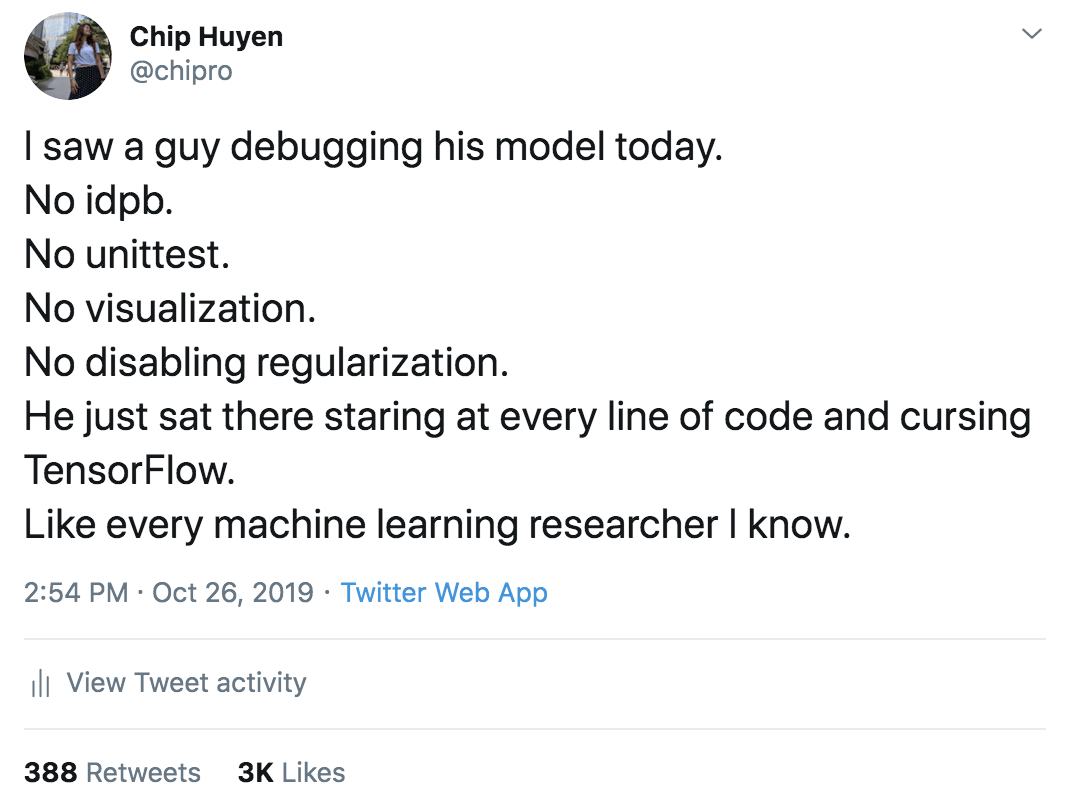 Chip Huyen
@chipro
I saw a guy debugging his model today.
No idpb.
No unittest.
No visualization.
No disabling regularization.
He just sat there staring at every line of code and cursing
TensorFlow.
Like every machine learning researcher I know.
2:54 PM · Oct 26, 2019 · Twitter Web App
View Tweet activity
388 Retweets 3K Likes